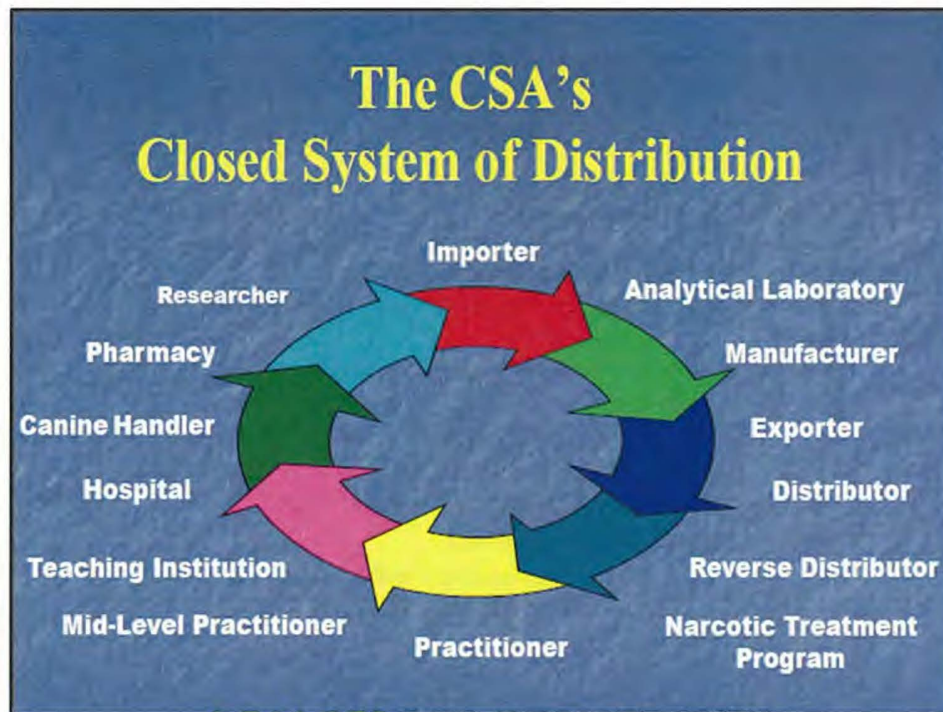 The CSA's
Closed System of Distribution
Importer
Analytical Laboratory
Manufacturer
Exporter
Distributor
Reverse Distributor
Narcotic Treatment
Program
Practitioner
Mid-Level Practitioner
Teaching Institution
Hospital
Canine Handler
Pharmacy
Researcher